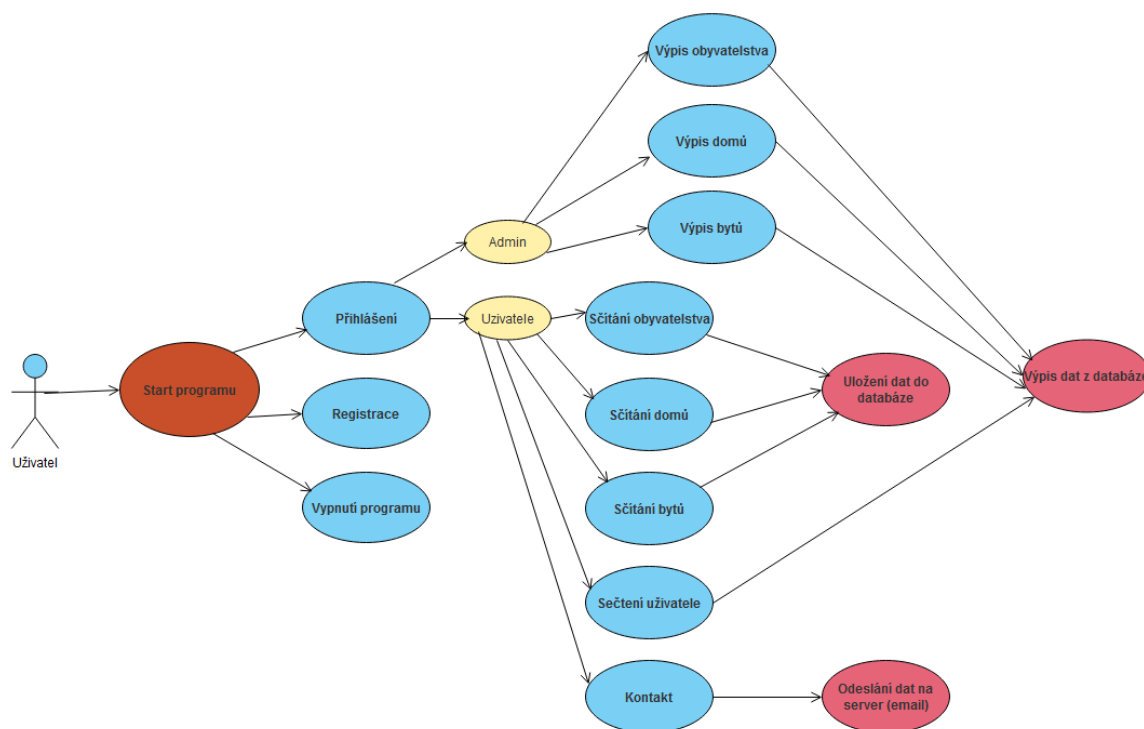 Výpis obyvatelstva
Výpis domů
Výpis bytů
Admin
Přihlášení
Uzivatele
Sčítání obyvatelstva
Start programu
Uložení dat do
databáze
Výpis dat z databáze
Registrace
Sčítání domů
Uživatel
Vypnutí programu
Sčítání bytů
Sečtení uživatele
Kontakt
Odeslání dat na
server (email)